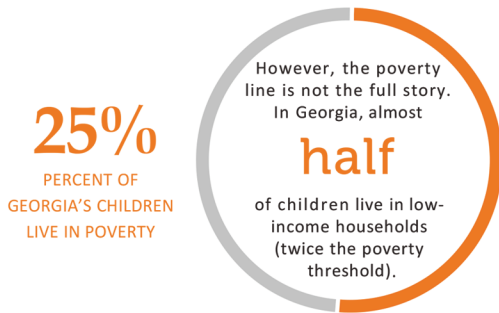 25%
PERCENT OF
GEORGIA'S CHILDREN
LIVE IN POVERTY
However, the poverty
line is not the full story.
In Georgia, almost
half
of children live in low-
income households
(twice the poverty
threshold).